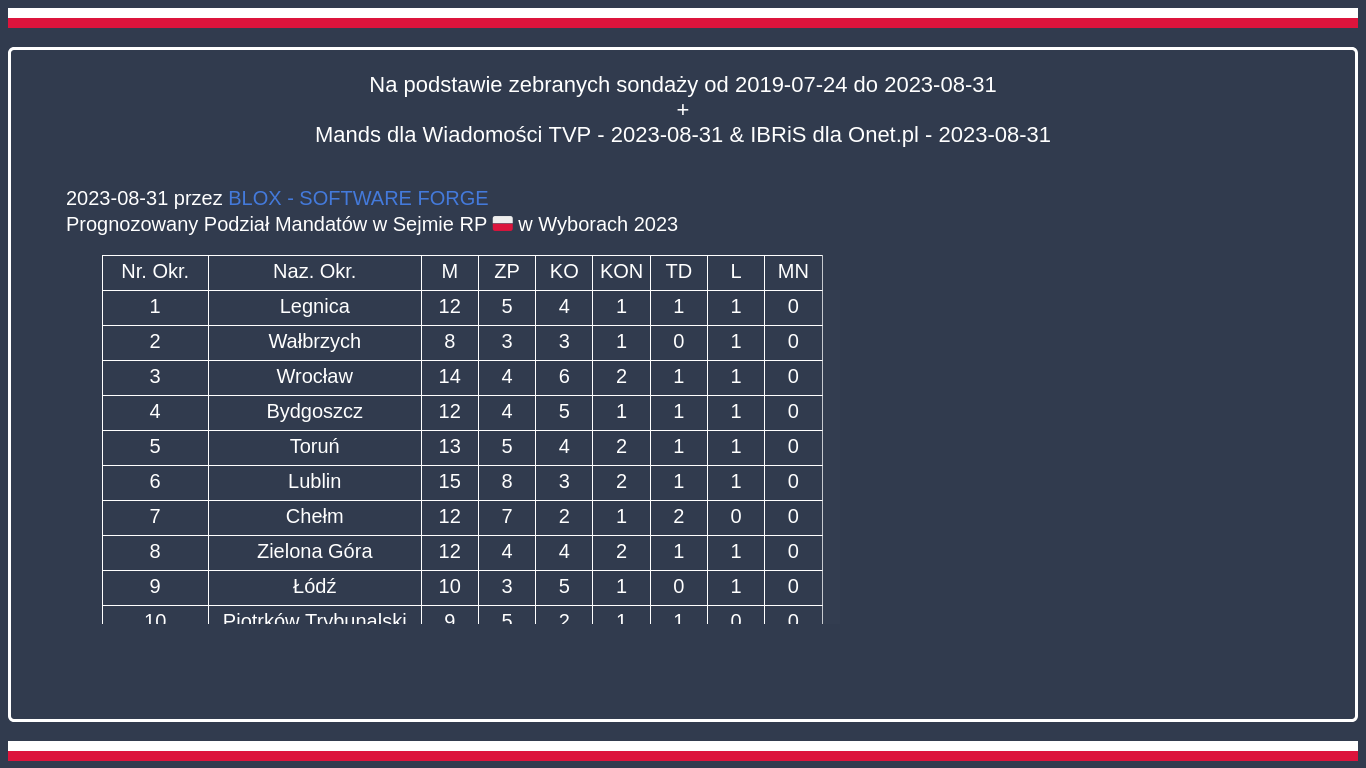 Na podstawie zebranych sondaży od 2019-07-24 do 2023-08-31
+
Mands dla Wiadomości TVP - 2023-08-31 & IBRiS dla Onet.pl - 2023-08-31
2023-08-31 przez BLOX - SOFTWARE FORGE
Prognozowany Podział Mandatów w Sejmie RP 🇵🇱 w Wyborach 2023
Nr. Okr. Naz. Okr. M ZP KO KON TD L MN
1 Legnica 12 5 4 1 1 1 0
2 Wałbrzych 8 3 3 1 0 1 0
3 Wrocław 14 4 6 2 1 1 0
4 Bydgoszcz 12 4 5 1 1 1 0
5 Toruń 13 5 4 2 1 1 0
6 Lublin 15 8 3 2 1 1 0
7 Chełm 12 7 2 1 2 0 0
8 Zielona Góra 12 4 4 2 1 1 0
9 Łódź 10 3 5 1 0 1 0
10 Piotrków Trybunalski 9 5 2 1 1 0 0